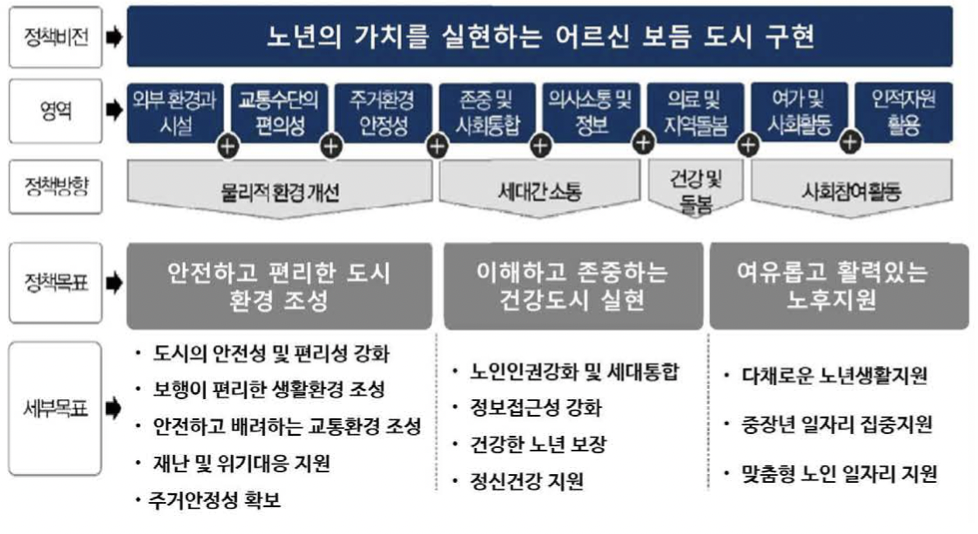 정책비전
노년의 가치를 실현하는 어르신 보듬 도시 구현
영역
외부 환경과
시설
교통수단의
편의성
주거환경
안정성
존중 및
사회통합
의사소통 및
정보
의료 및
지역돌봄
여가 및
사회활동
인적자원
활용
정책방향
물리적 환경 개선
세대간 소통
건강 및
돌봄
사회참여 활동
정책목표
안전하고 편리한 도시
환경 조성
이해하고 존중하는
건강도시 실현
여유롭고 활력있는
노후지원
세부목표
• 도시의 안전성 및 편리성 강화
• 보행이 편리한 생활환경 조성
• 안전하고 배려하는 교통환경 조성
• 재난 및 위기대응 지원
• 주거안정성 확보
• 노인인권강화 및 세대통합
• 정보접근성 강화
• 건강한 노년 보장
• 정신건강 지원
• 다채로운 노년생활지원
• 중장년 일자리 집중지원
• 맞춤형 노인 일자리 지원